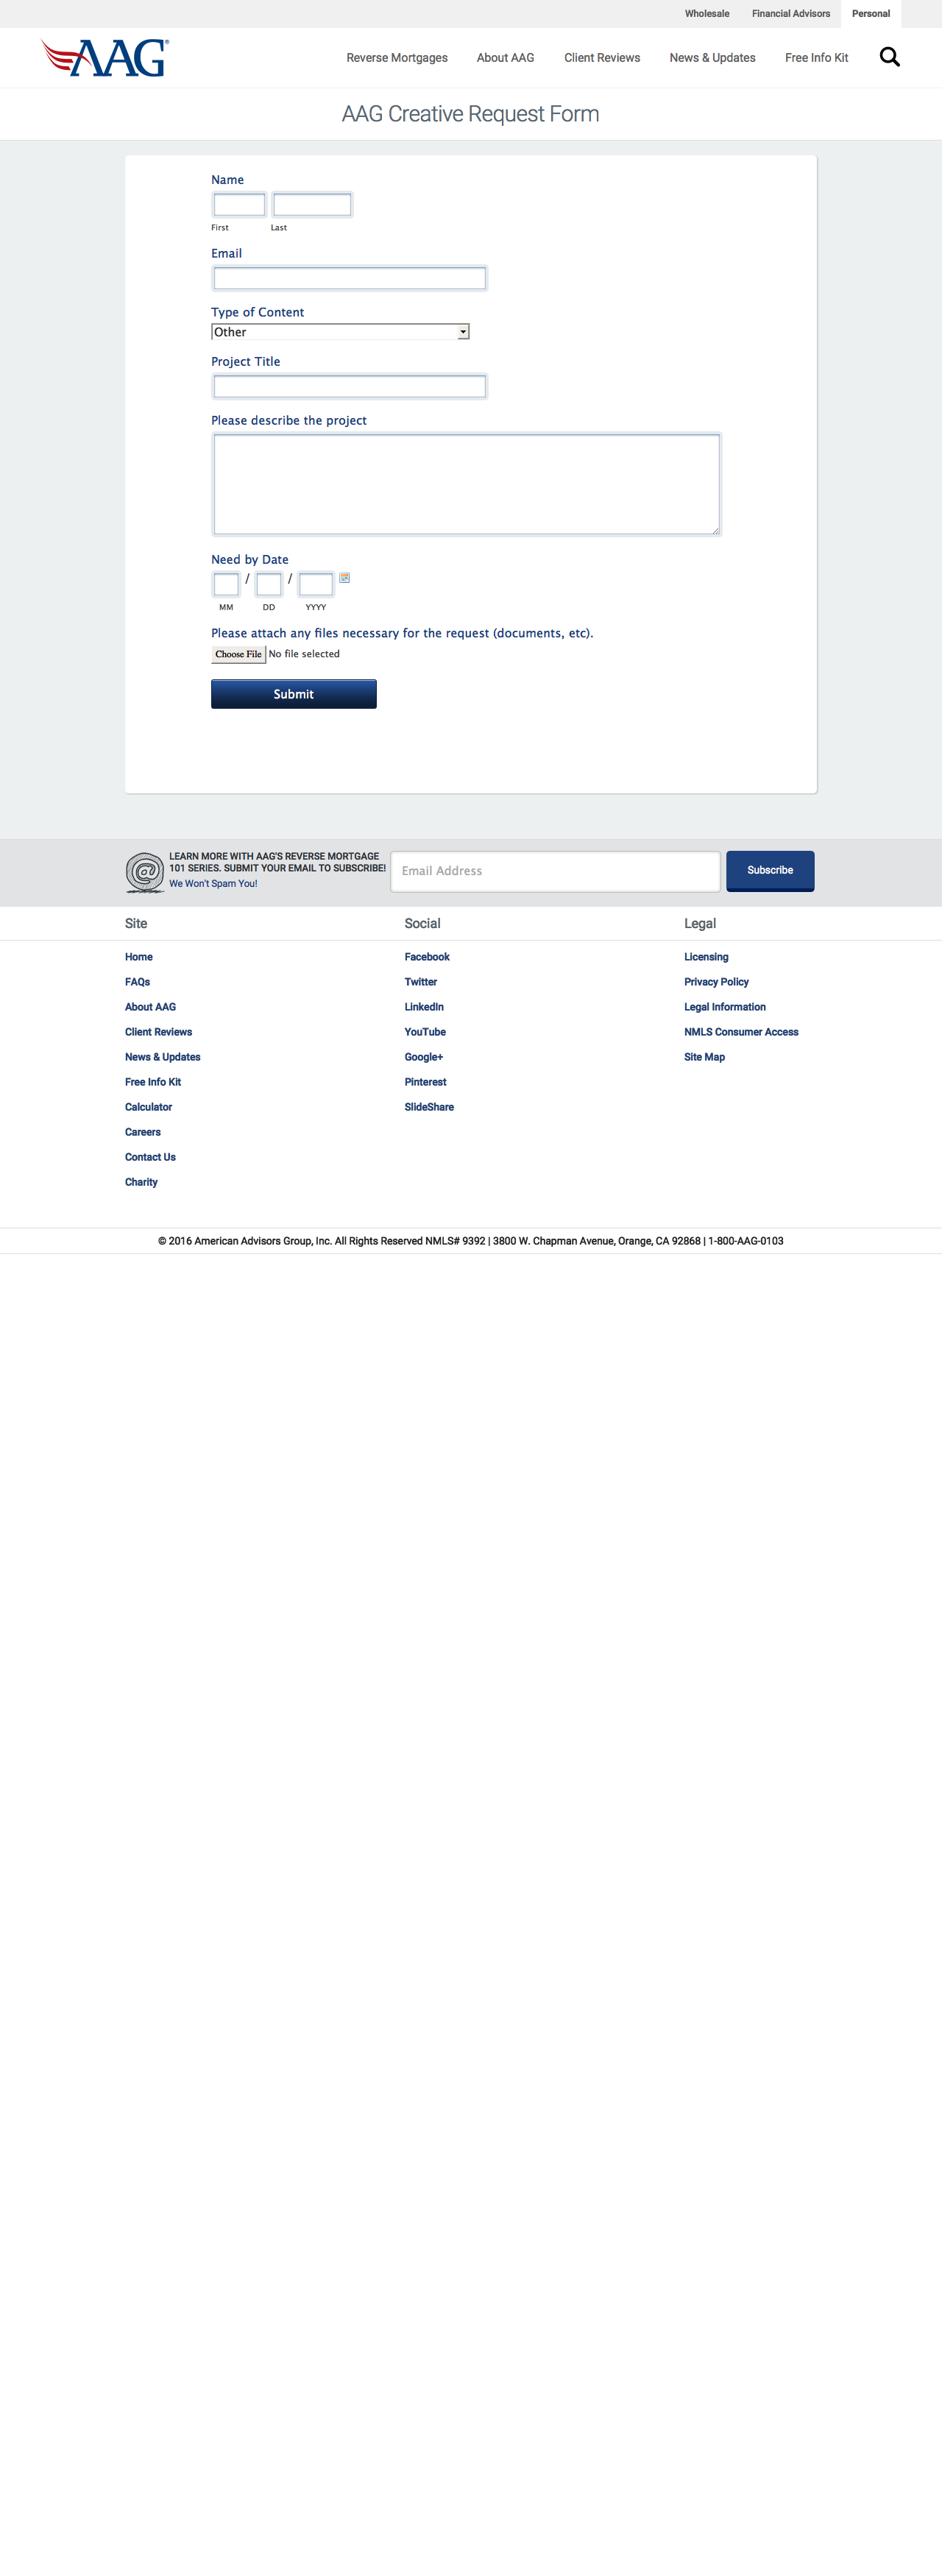 Wholesale Financial Advisors Personal
AAG®
Reverse Mortgages About AAG Client Reviews News & Updates Free Info Kit
AAG Creative Request Form
Name
First Last
Email
Type of Content
Other
Project Title
Please describe the project
Need by Date
/ /
MM DD YYYY
Please attach any files necessary for the request (documents, etc).
Choose File No file selected
Submit
LEARN MORE WITH AAG'S REVERSE MORTGAGE
101 SERIES. SUBMIT YOUR EMAIL TO SUBSCRIBE!
We Won't Spam You!
@
Email Address
Subscribe
Site
Home
FAQs
About AAG
Client Reviews
News & Updates
Free Info Kit
Calculator
Careers
Contact Us
Charity
Social
Facebook
Twitter
LinkedIn
YouTube
Google+
Pinterest
SlideShare
Legal
Licensing
Privacy Policy
Legal Information
NMLS Consumer Access
Site Map
© 2016 American Advisors Group, Inc. All Rights Reserved NMLS# 9392 | 3800 W. Chapman Avenue, Orange, CA 92868 | 1-800-AAG-0103